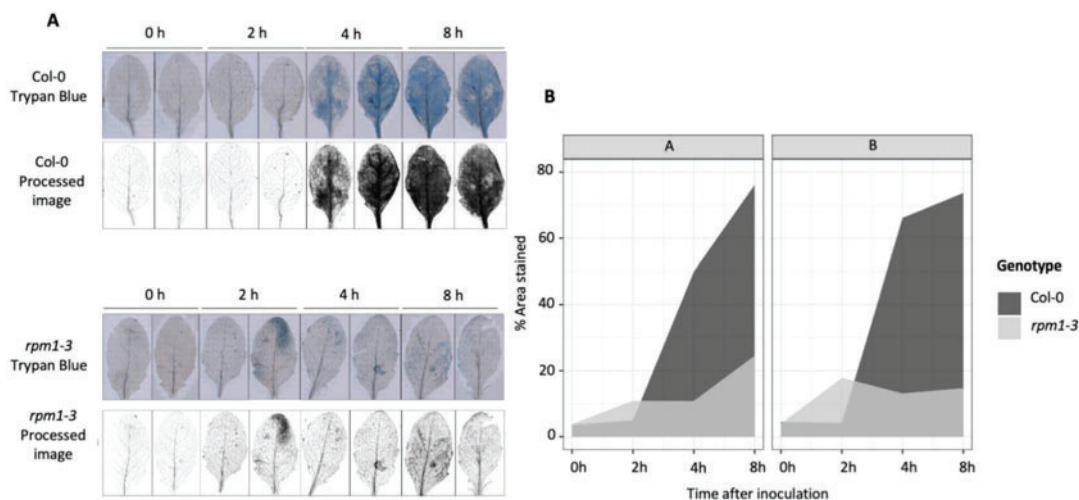 A
0 h 2 h 4 h 8 h
Col-0
Trypan Blue
Col-0
Processed
image
0 h 2 h 4 h 8 h
rpm1-3
Trypan Blue
rpm1-3
Processed
image
B
A B
% Area stained
80
60
40
20
0
0h 2h 4h 8h 0h 2h 4h 8h
Time after inoculation
Genotype
Col-0
rpm1-3